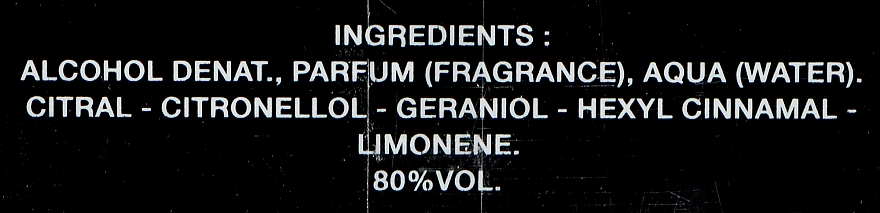 INGREDIENTS :
ALCOHOL DENAT., PARFUM (FRAGRANCE), AQUA (WATER).
CITRAL - CITRONELLOL - GERANIOL - HEXYL CINNAMAL -
LIMONENE.
80%VOL.